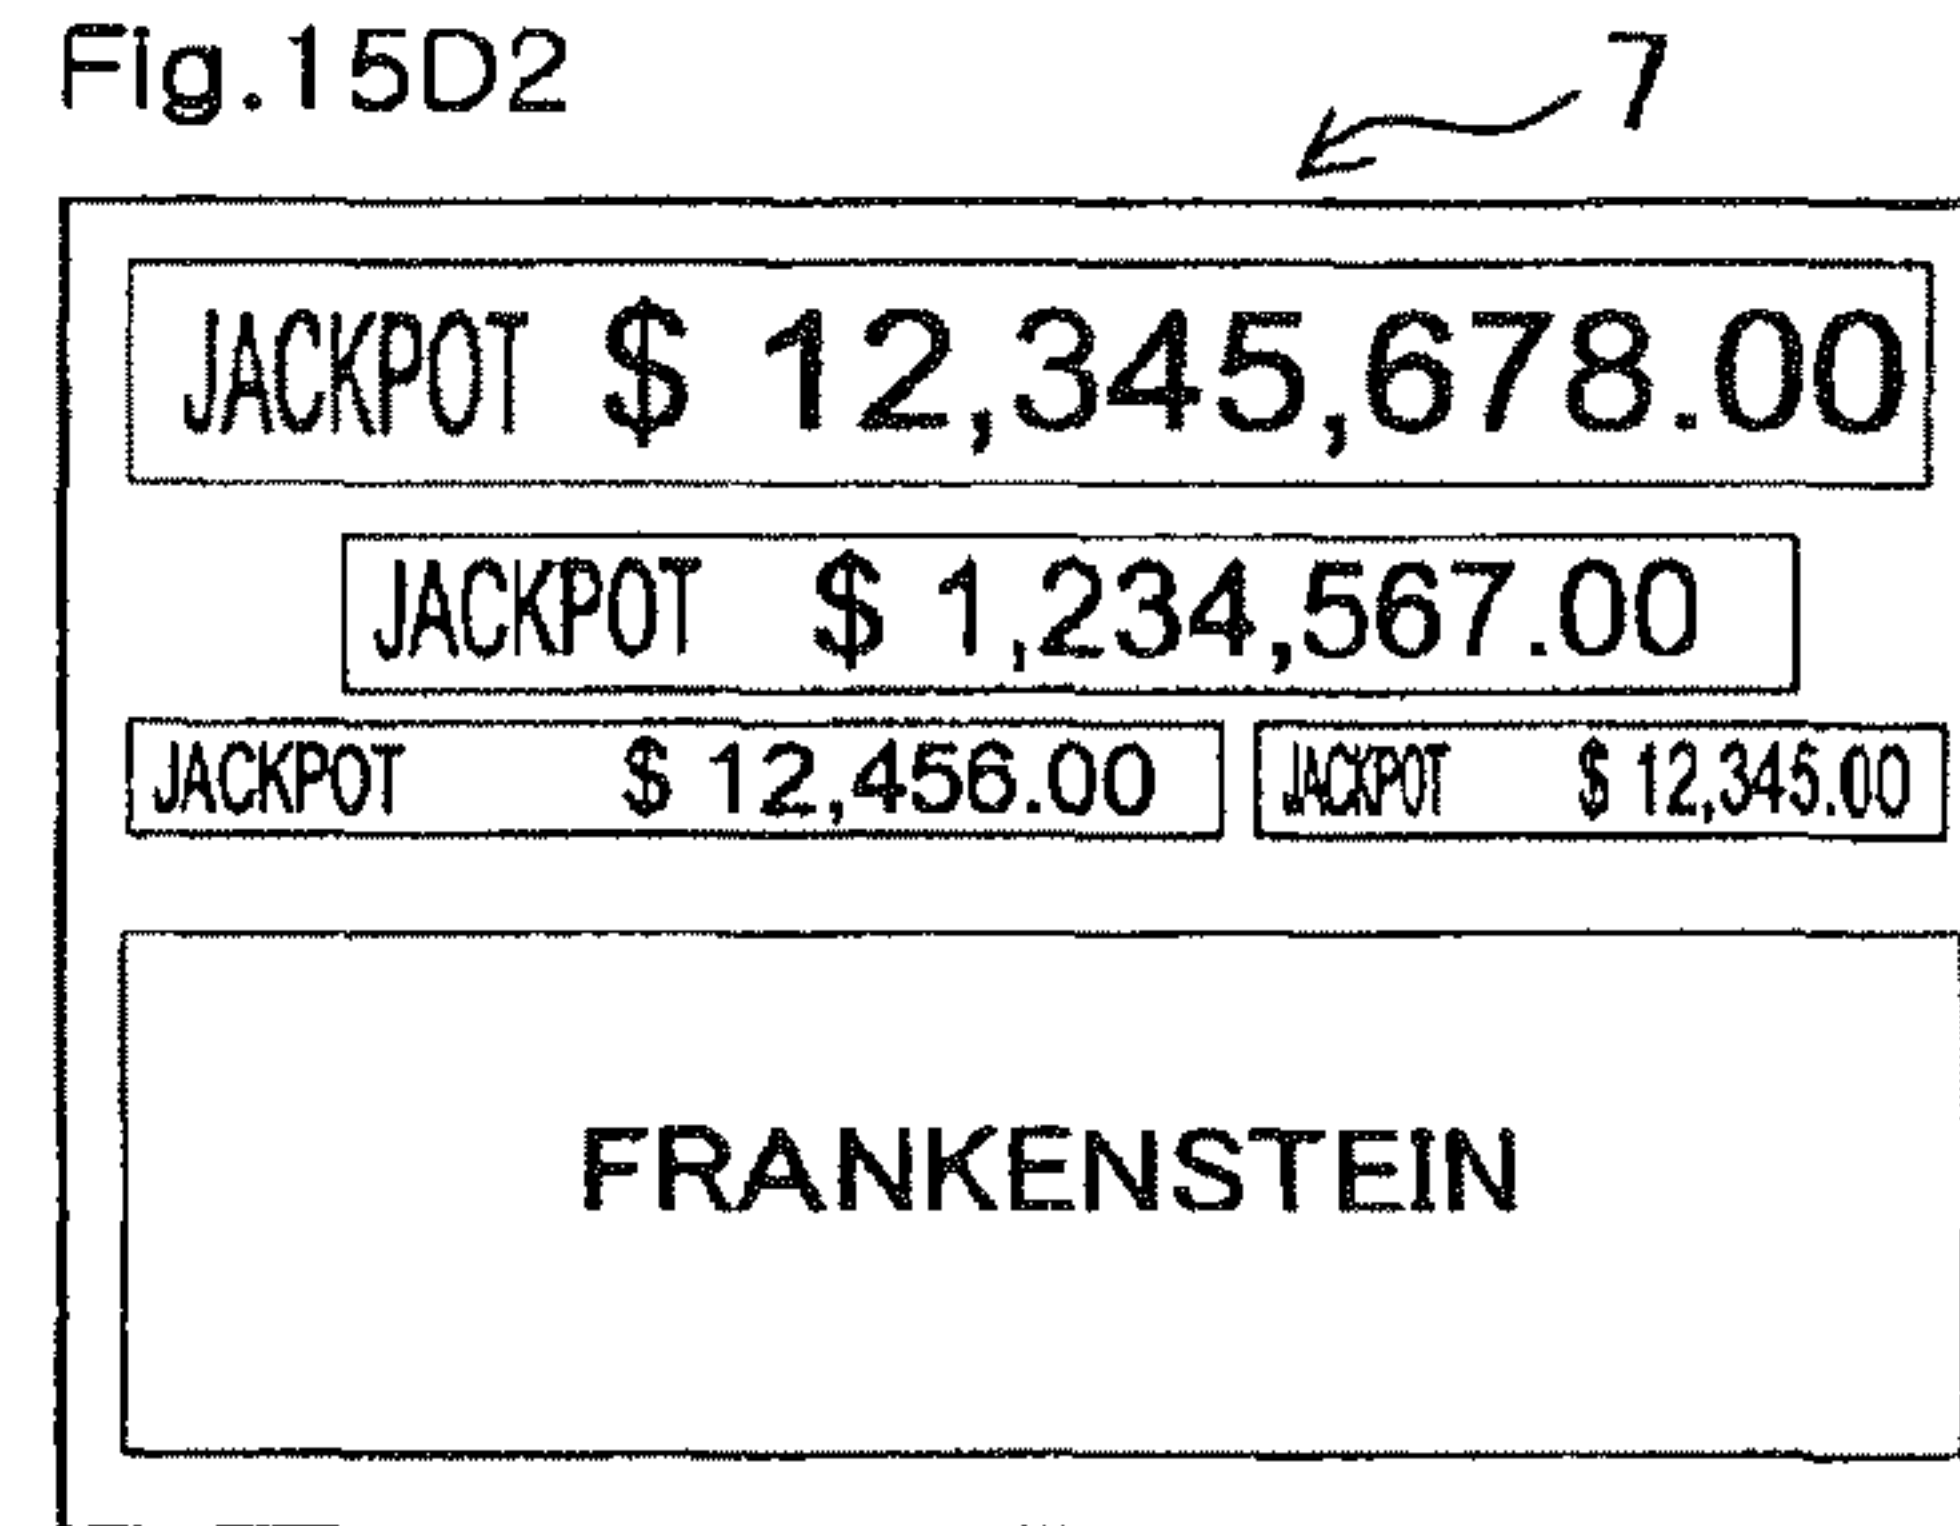 Fig.15D2
7
JACKPOT $ 12,345,678.00
JACKPOT $ 1,234,567.00
JACKPOT $ 12,456.00 JACKPOT $ 12,345.00
FRANKENSTEIN